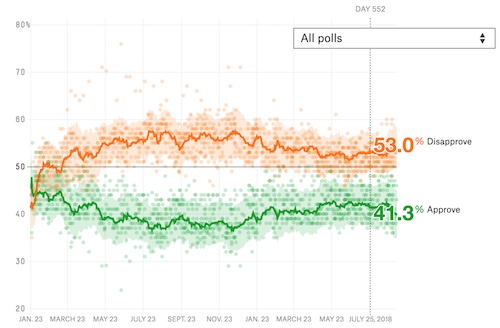 DAY 552
80%
All polls
70
60
53.0% Disapprove
50
41.3% Approve
40
30
20
JAN. 23 MARCH 23 MAY 23 JULY 23 SEPT. 23 NOV. 23 JAN. 23 MARCH 23 MAY 23 JULY 25, 2018